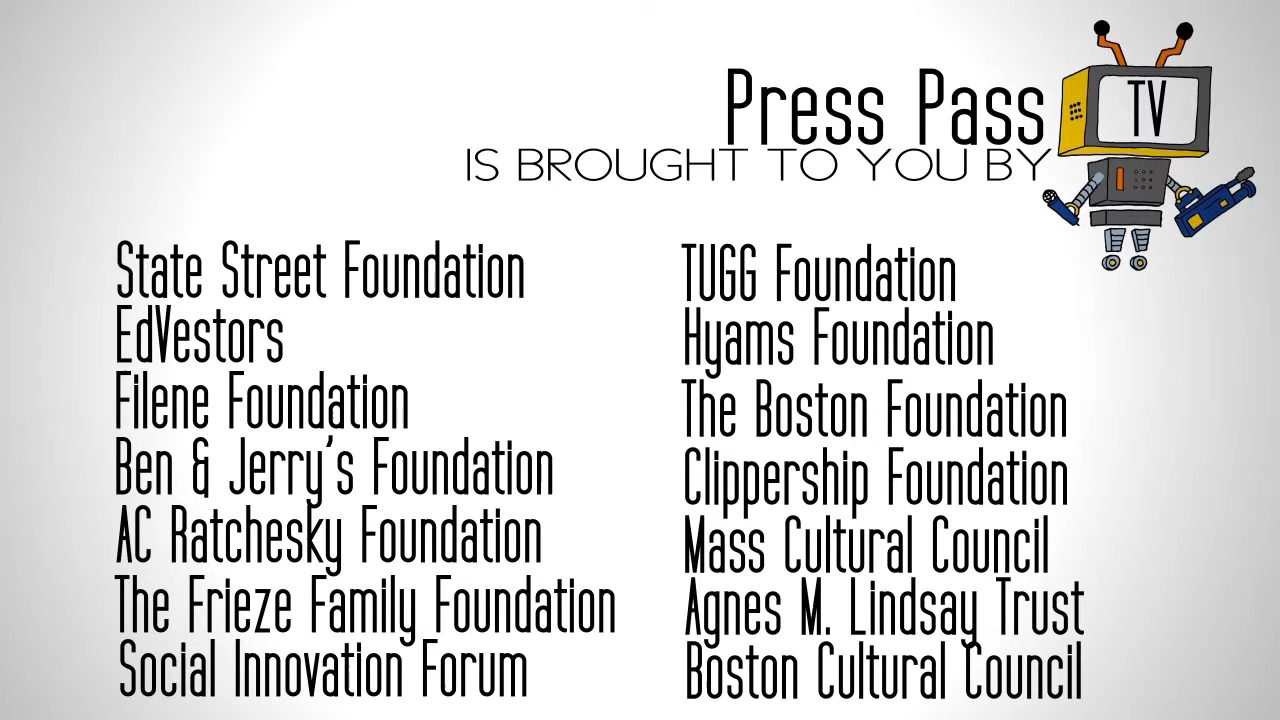 Press Pass TV
IS BROUGHT TO YOU BY
State Street Foundation
EdVestors
Filene Foundation
Ben & Jerry's Foundation
AC Ratchesky Foundation
The Frieze Family Foundation
Social Innovation Forum
TUGG Foundation
Hyams Foundation
The Boston Foundation
Clippership Foundation
Mass Cultural Council
Agnes M. Lindsay Trust
Boston Cultural Council